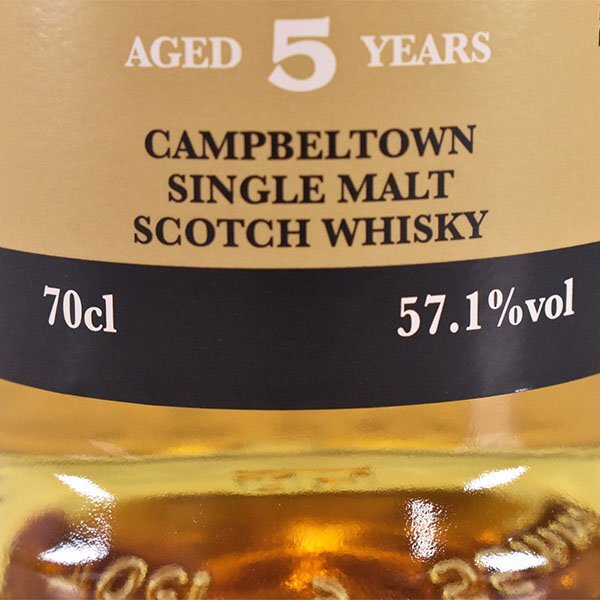 AGED 5 YEARS
CAMPBELTOWN
SINGLE MALT
SCOTCH WHISKY
70cl 57.1%vol